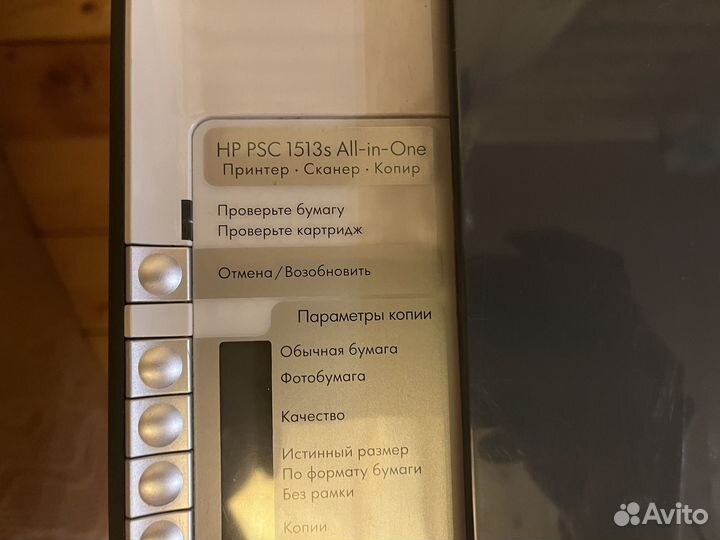 HP PSC 1513s All-in-One
Принтер · Сканер · Копир
Проверьте бумагу
Проверьте картридж
Отмена/Возобновить
Параметры копии
Обычная бумага
Фотобумага
Качество
Истинный размер
По формату бумаги
Без рамки
Копии
Avito